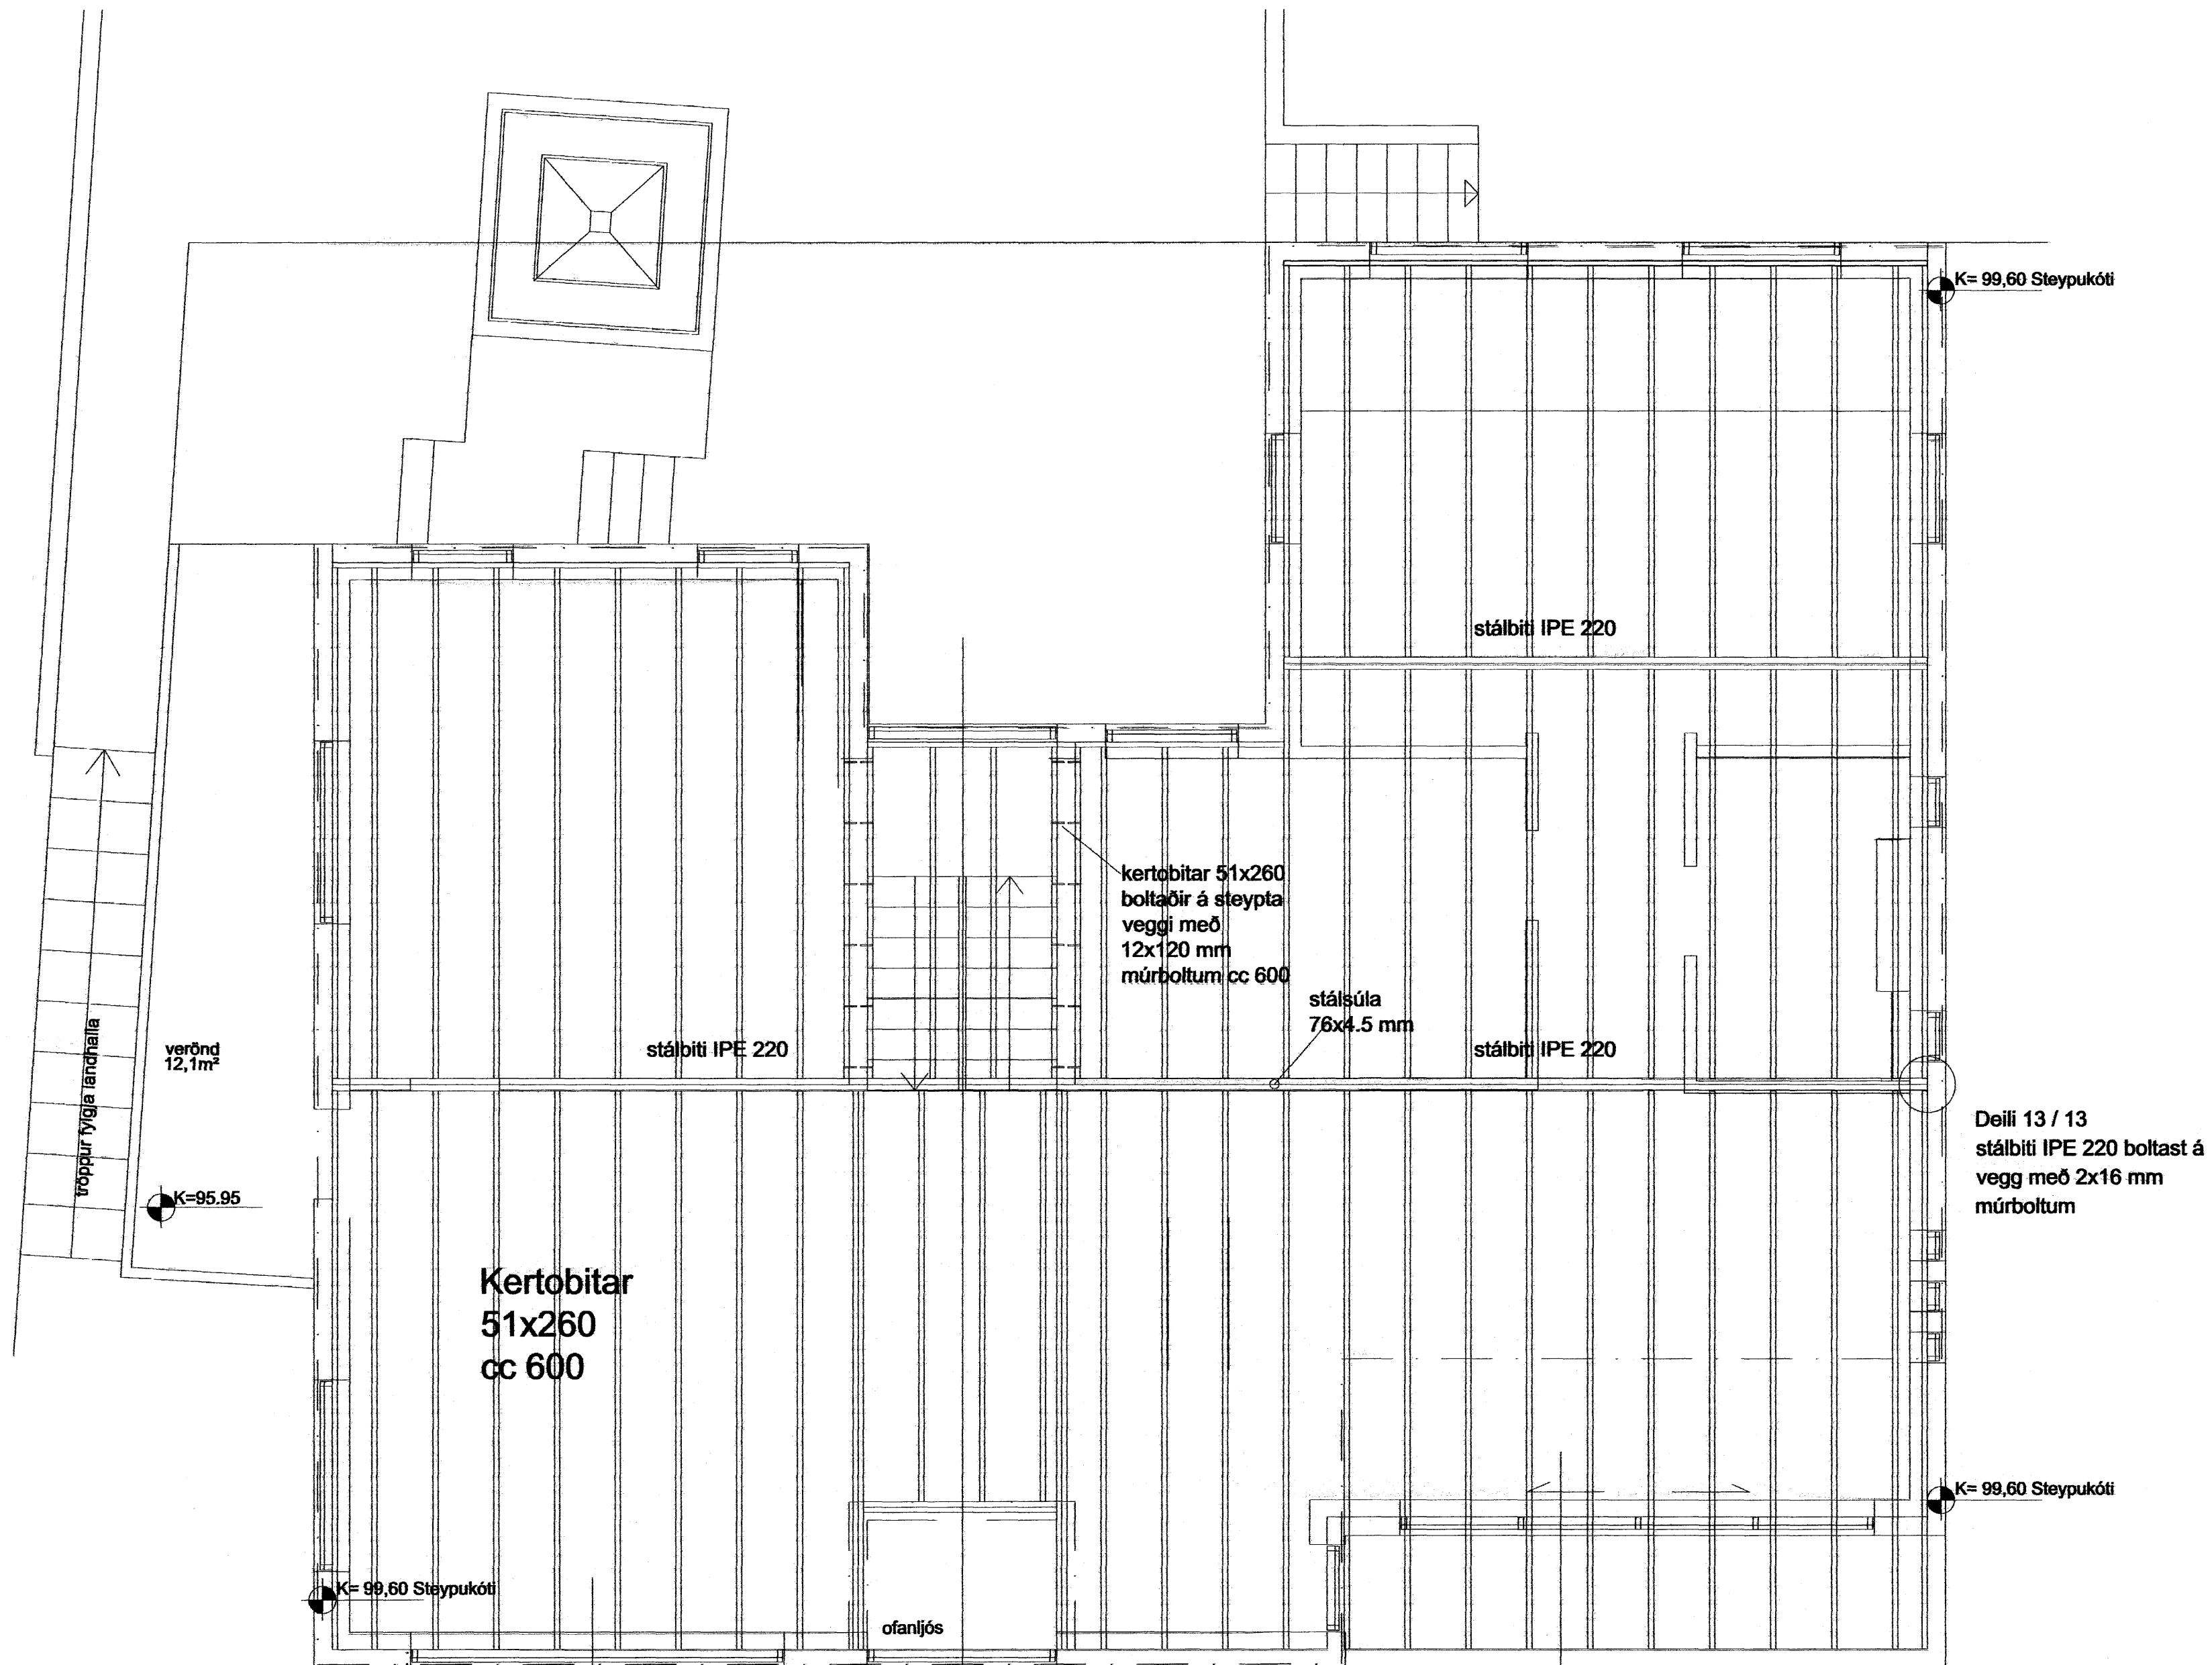 K= 99,60 Steypukóti
stálbiti IPE 220
kertobitar 51x260
boltaðir á steypta
veggi með
12x120 mm
múrboltum cc 600
stálsúla
76x4.5 mm
stálbiti IPE 220
stálbiti IPE 220
verönd
12,1m²
tröppur fylgja landhalla
Deili 13 / 13
stálbiti IPE 220 boltast á
vegg með 2x16 mm
múrboltum
K=95.95
Kertobitar
51x260
cc 600
K= 99,60 Steypukóti
K= 99,60 Steypukóti
ofanljós